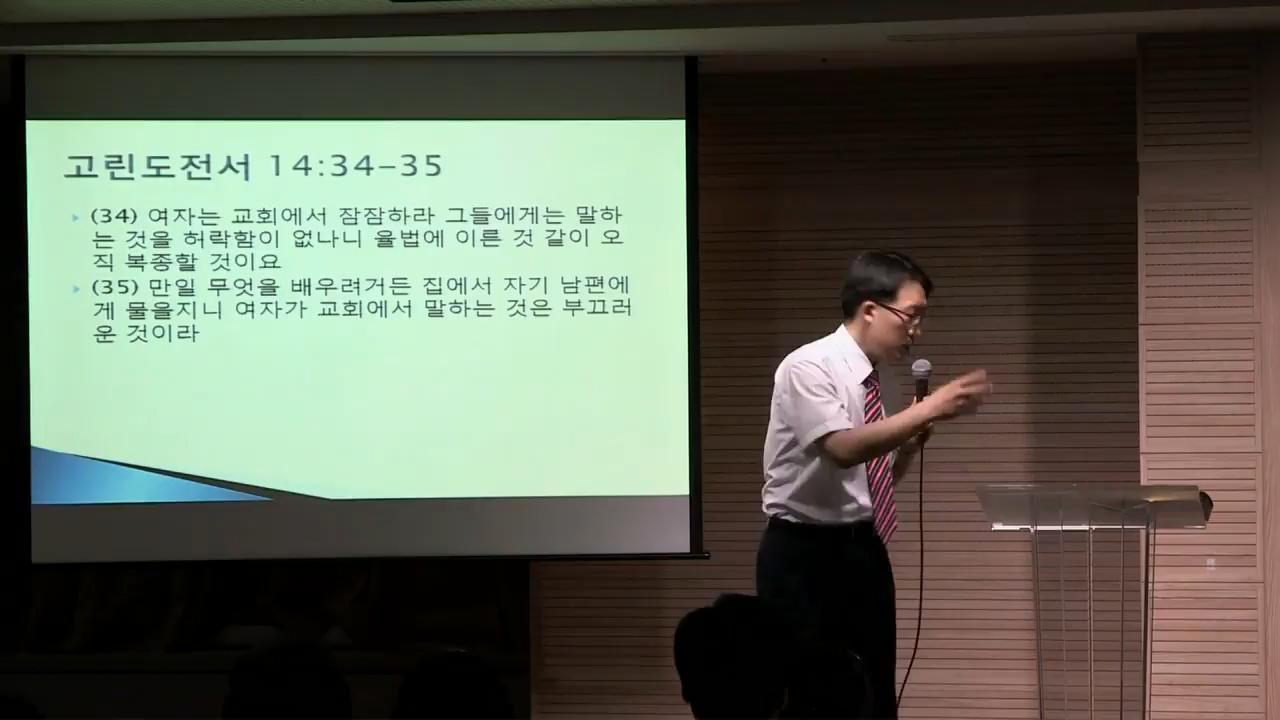 고린도전서 14:34-35
(34) 여자는 교회에서 잠잠하라 그들에게는 말하
는 것을 허락함이 없나니 율법에 이른 것 같이 오
직 복종할 것이요
(35) 만일 무엇을 배우려거든 집에서 자기 남편에
게 물을지니 여자가 교회에서 말하는 것은 부끄러
운 것이라